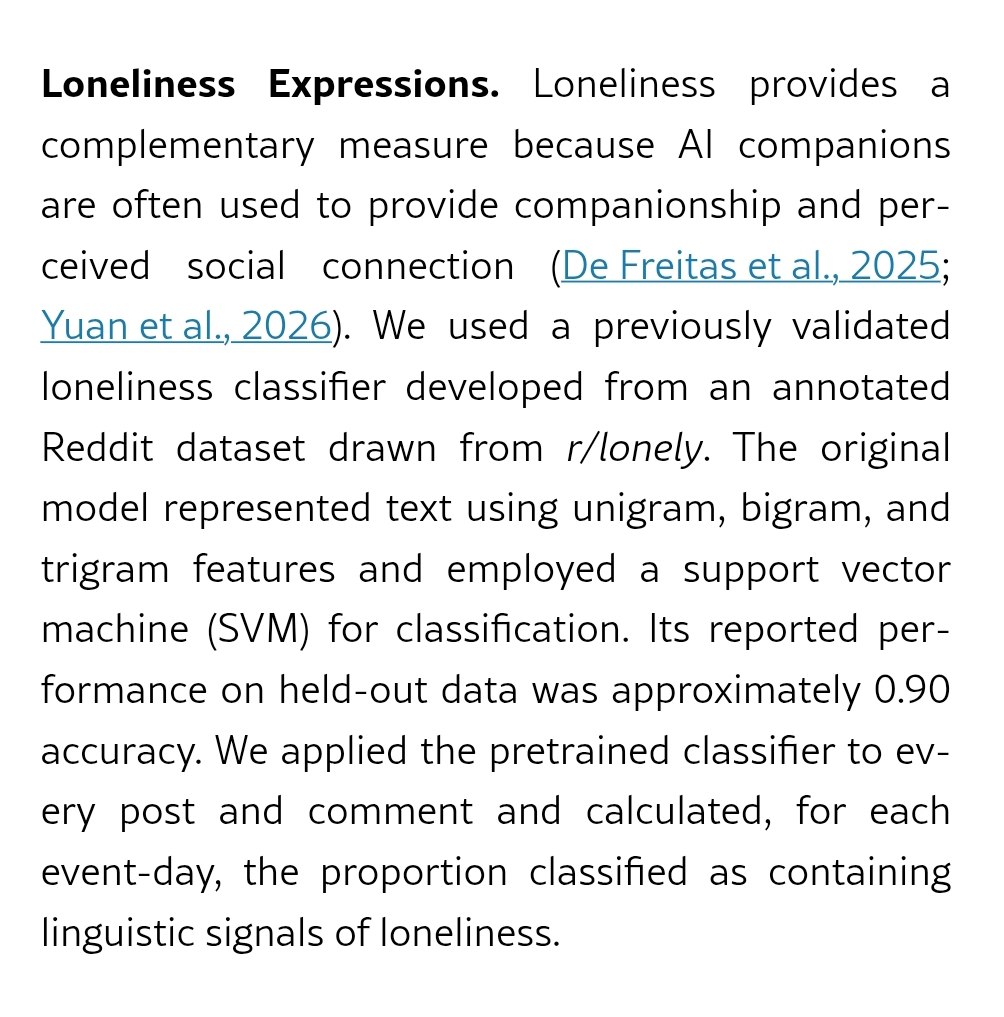 Loneliness Expressions. Loneliness provides a
complementary measure because AI companions
are often used to provide companionship and per-
ceived social connection (De Freitas et al., 2025;
Yuan et al., 2026). We used a previously validated
loneliness classifier developed from an annotated
Reddit dataset drawn from r/lonely. The original
model represented text using unigram, bigram, and
trigram features and employed a support vector
machine (SVM) for classification. Its reported per-
formance on held-out data was approximately 0.90
accuracy. We applied the pretrained classifier to ev-
ery post and comment and calculated, for each
event-day, the proportion classified as containing
linguistic signals of loneliness.